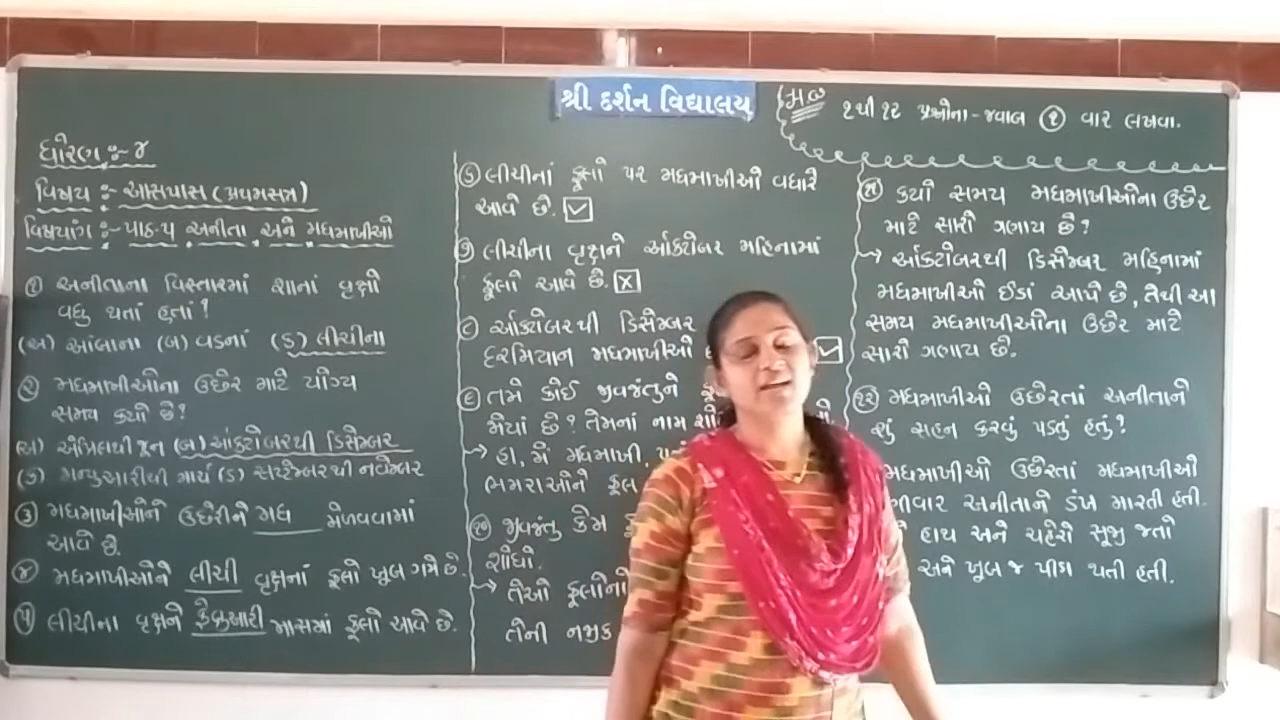 શ્રી દર્શન વિદ્યાલય
૧થી ૧૮ પ્રશ્નોના - જવાબ ① વાર લખવા.
ધોરણ :- ૪
વિષય :- આસપાસ (પ્રથમસત્ર)
વિષયાંગ :- પાઠ-૫ અનીતા અને મધમાખીઓ
૧ અનીતાના વિસ્તારમાં શાનાં વૃક્ષો
વધુ થતાં હતાં?
(અ) આંબાના (બ) વડનાં (ક) લીચીના
૨ મધમાખીઓના ઉછેર માટે યોગ્ય
સમય કયો છે?
(અ) એપ્રિલથી જૂન (બ) ઑક્ટોબરથી ડિસેમ્બર
(ક) જાન્યુઆરીથી માર્ચ (ડ) સપ્ટેમ્બરથી નવેમ્બર
૩ મધમાખીઓને ઉછેરીને મધ મેળવવામાં
આવે છે.
૪ મધમાખીઓને લીચી વૃક્ષનાં ફૂલો ખૂબ ગમે છે.
૫ લીચીના વૃક્ષને ફેબ્રુઆરી માસમાં ફૂલો આવે છે.
૬ લીચીનાં ફૂલો પર મધમાખીઓ વધારે
આવે છે. ✓
૭ લીચીના વૃક્ષને ઑક્ટોબર મહિનામાં
ફૂલો આવે છે. x
૮ ઑક્ટોબરથી ડિસેમ્બર
દરમિયાન મધમાખીઓ ✓
૯ તમે કોઈ જીવજંતુને
જોયાં છે? તેમનાં નામ
→ હા, મેં મધમાખી,
ભમરાઓને ફૂલ
૧૦ જીવજંતુ કેમ
શોધો.
→ તેઓ ફૂલોનો
તેની નજીક
૧૧ કયો સમય મધમાખીઓના ઉછેર
માટે સારો ગણાય છે?
→ ઑક્ટોબરથી ડિસેમ્બર મહિનામાં
મધમાખીઓ ઈંડાં આપે છે, તેથી આ
સમય મધમાખીઓના ઉછેર માટે
સારો ગણાય છે.
૧૨ મધમાખીઓ ઉછેરતાં અનીતાને
શું સહન કરવું પડતું હતું?
મધમાખીઓ ઉછેરતાં મધમાખીઓ
અનીતાને ડંખ મારતી હતી.
હાથ અને ચહેરો સૂજી જતો
અને ખૂબ જ પીડા થતી હતી.